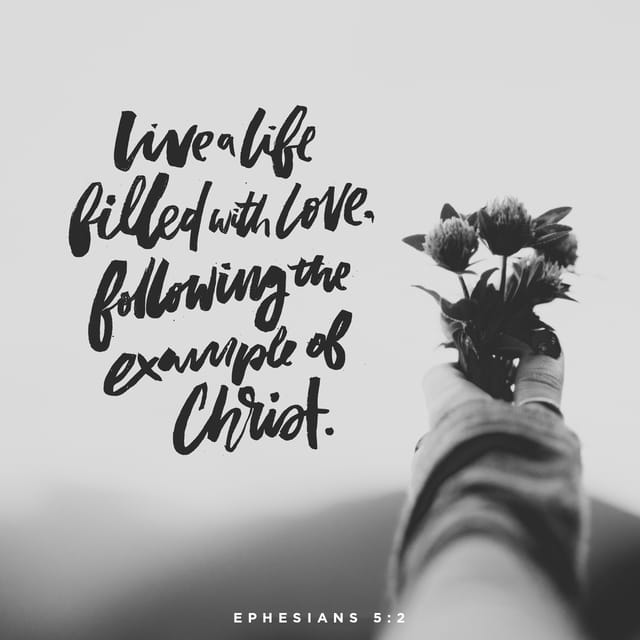 Live a life
filled with love,
following the
example of
Christ.
EPHESIANS 5:2